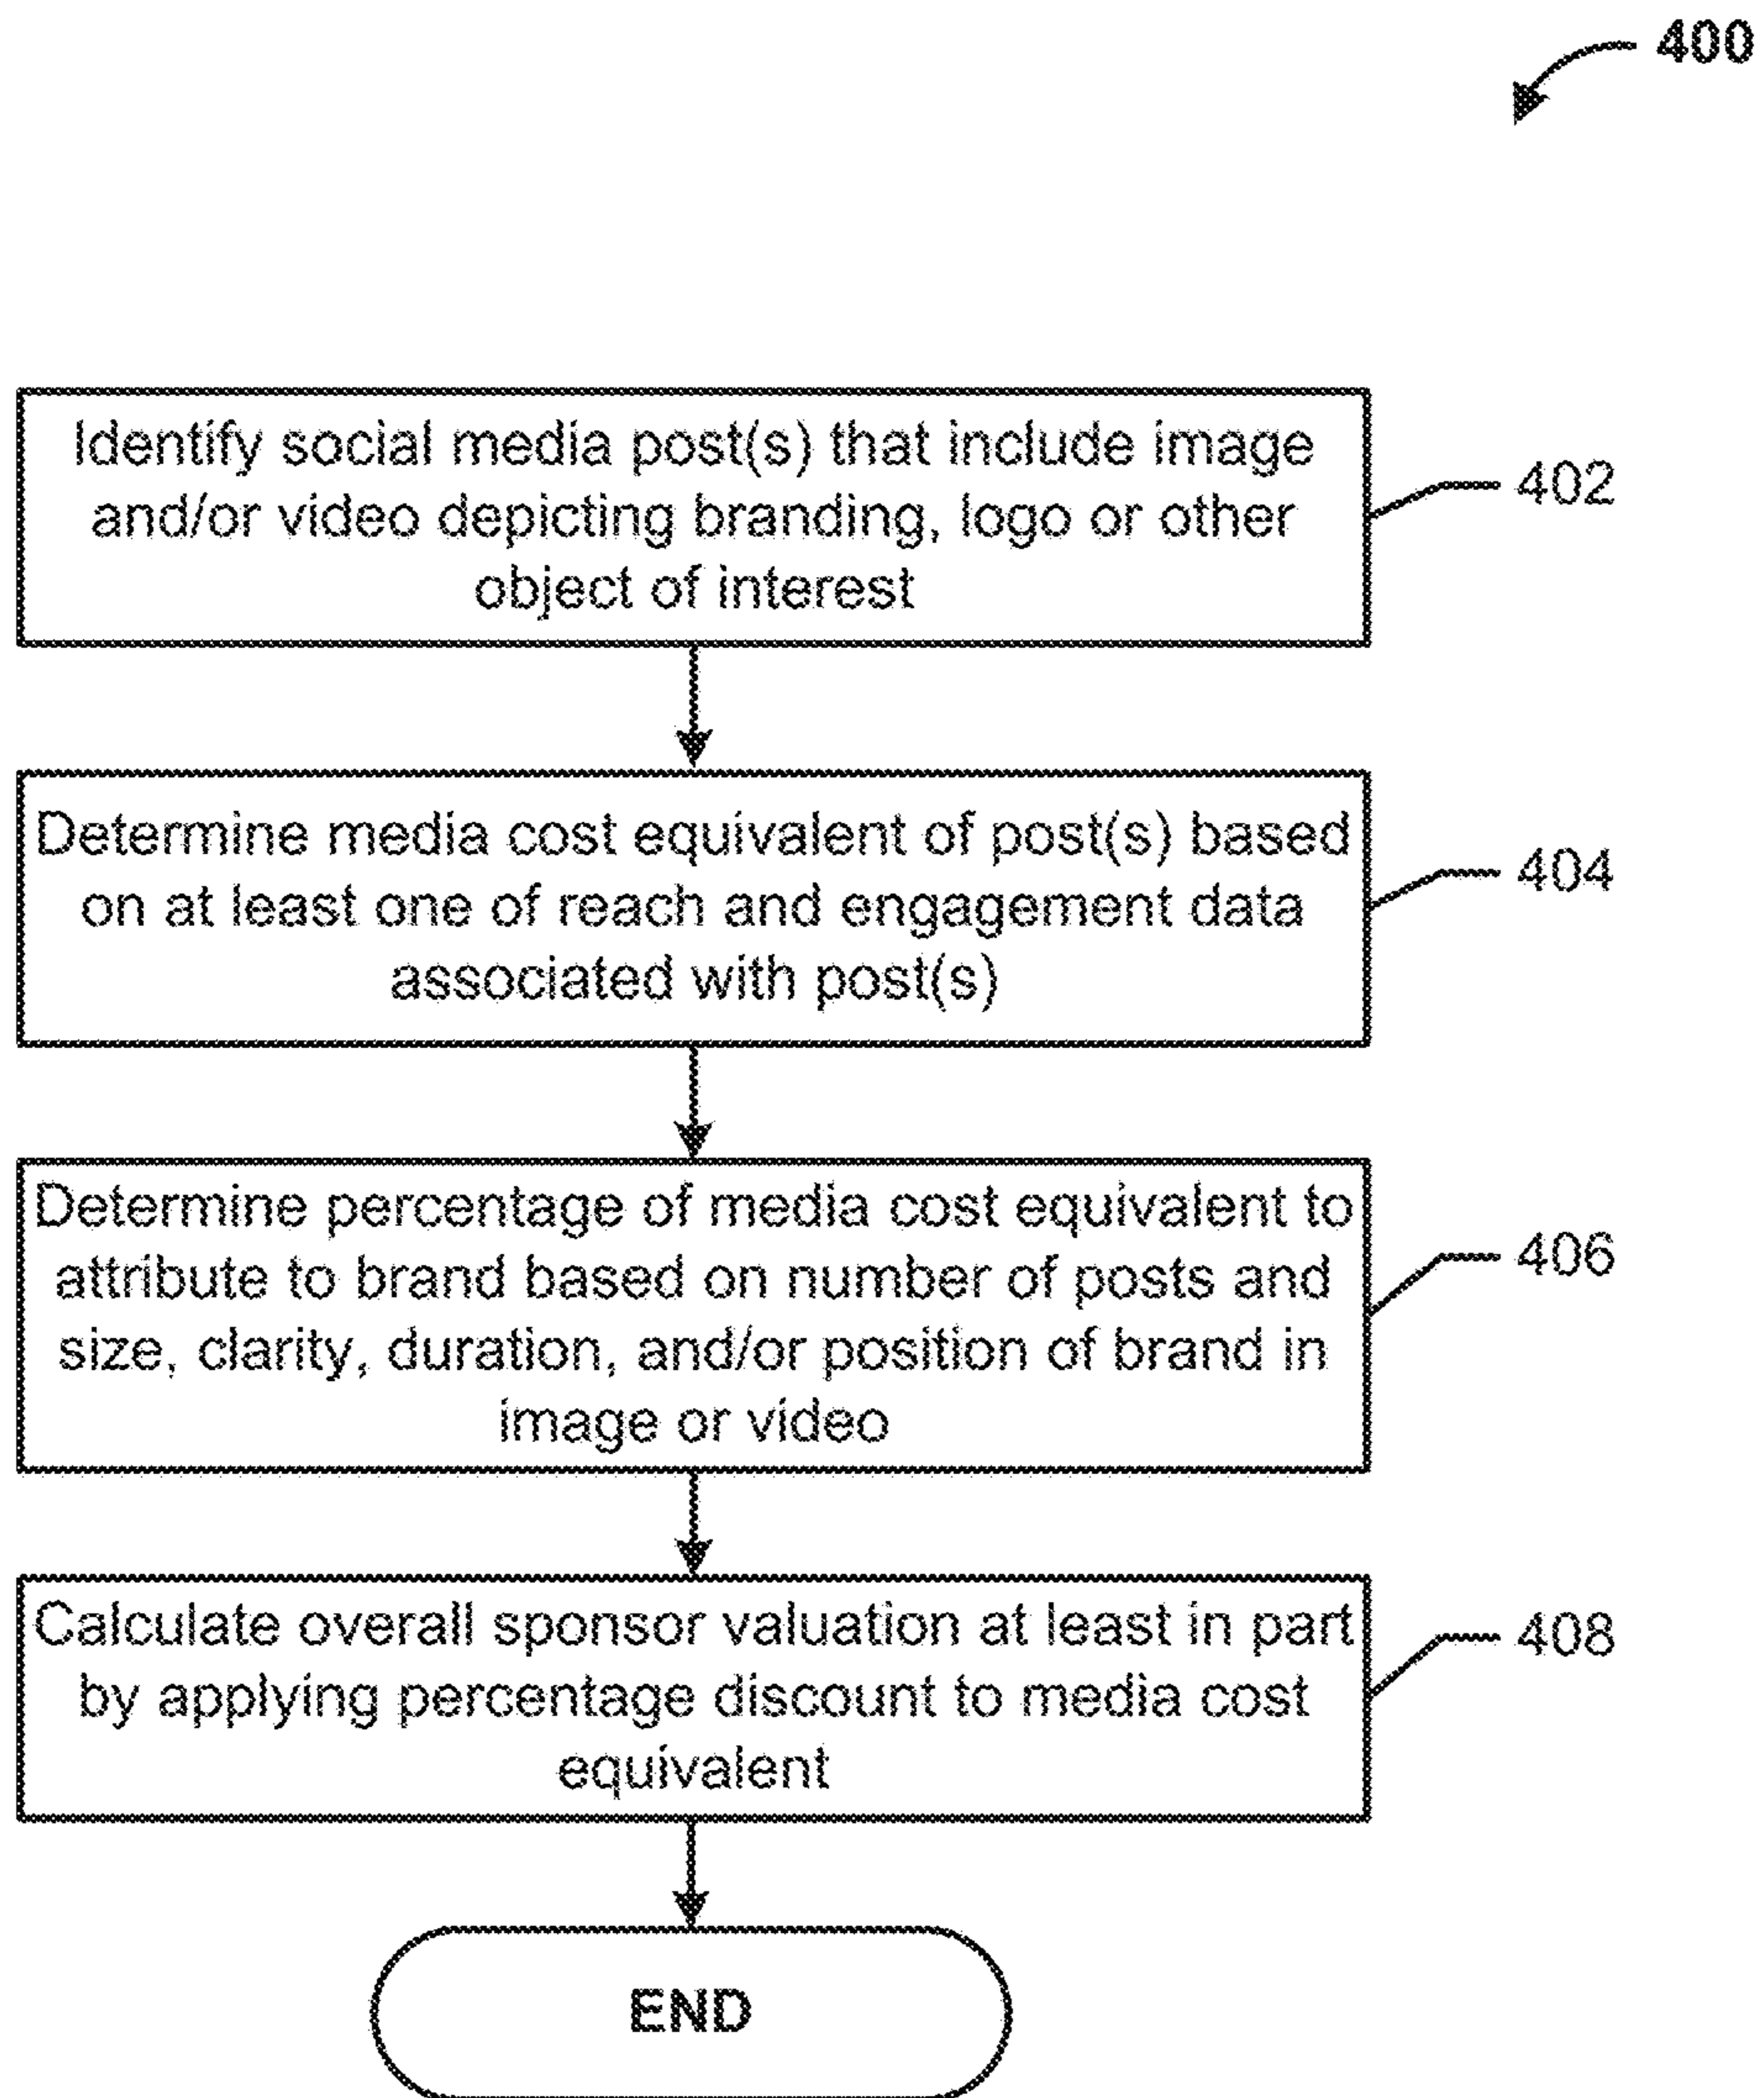 400
Identify social media post(s) that include image
and/or video depicting branding, logo or other
object of interest
402
Determine media cost equivalent of post(s) based
on at least one of reach and engagement data
associated with post(s)
404
Determine percentage of media cost equivalent to
attribute to brand based on number of posts and
size, clarity, duration, and/or position of brand in
image or video
406
Calculate overall sponsor valuation at least in part
by applying percentage discount to media cost
equivalent
408
END